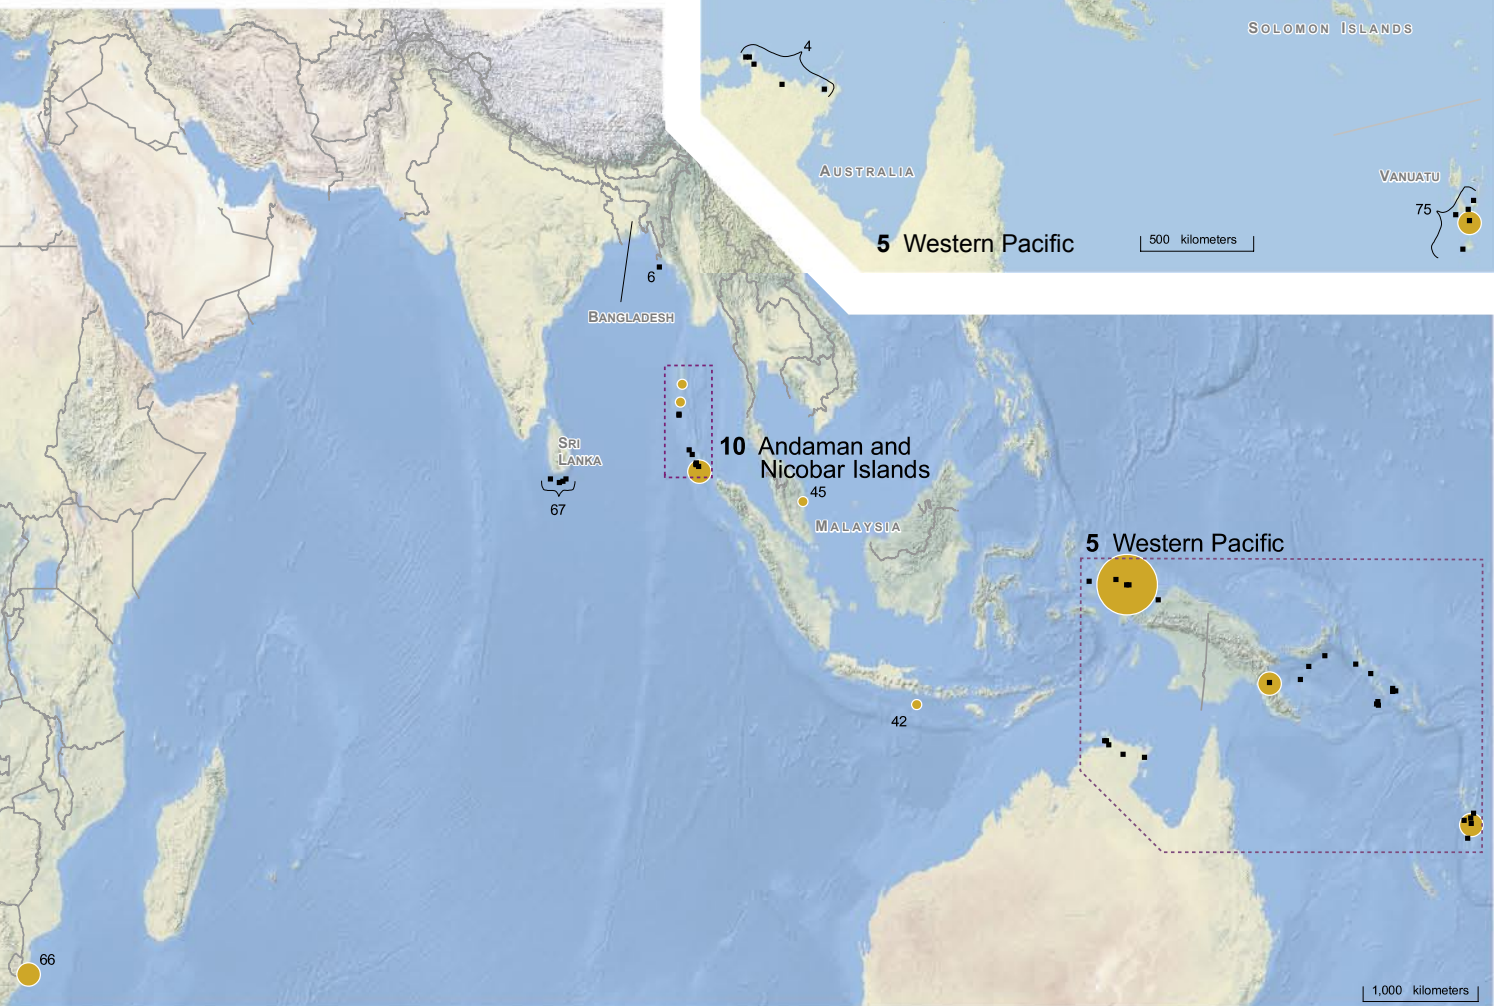 SOLOMON ISLANDS
4
AUSTRALIA
VANUATU
75
5 Western Pacific
500 kilometers
6
BANGLADESH
SRI
LANKA
67
10 Andaman and
Nicobar Islands
45
MALAYSIA
5 Western Pacific
42
66
1,000 kilometers